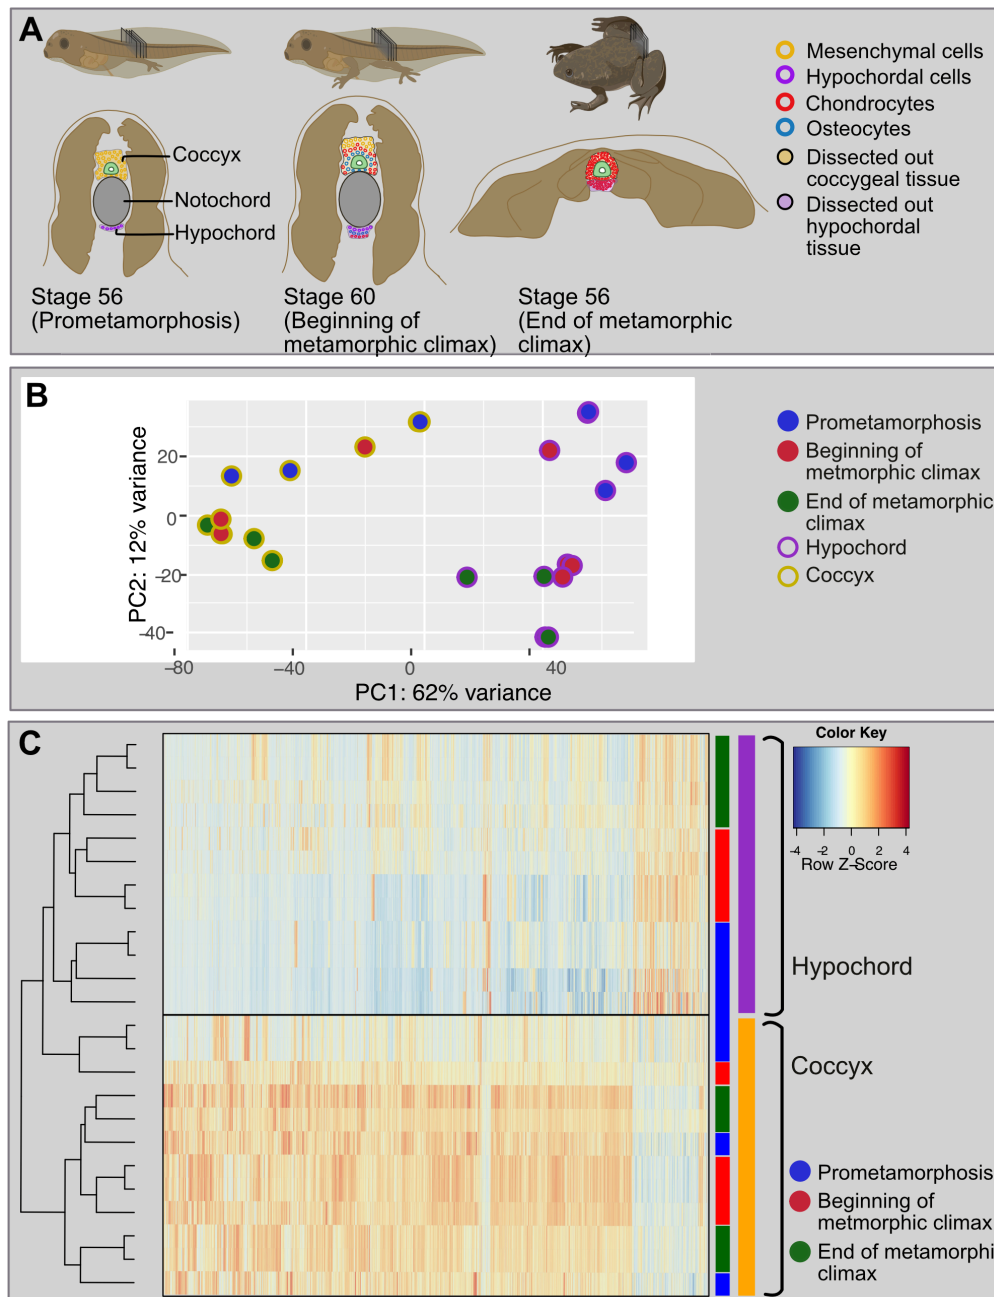 A
Mesenchymal cells
Hypochordal cells
Chondrocytes
Osteocytes
Dissected out
coccygeal tissue
Dissected out
hypochordal
tissue
Coccyx
Notochord
Hypochord
Stage 56
(Prometamorphosis)
Stage 60
(Beginning of
metamorphic climax)
Stage 56
(End of metamorphic
climax)
B
PC2: 12% variance
20
0
−20
−40
−80
−40
0
40
PC1: 62% variance
Prometamorphosis
Beginning of
metmorphic climax
End of metamorphic
climax
Hypochord
Coccyx
C
Color Key
−4 −2 0 2 4
Row Z−Score
Hypochord
Coccyx
Prometamorphosis
Beginning of
metmorphic climax
End of metamorphi
climax